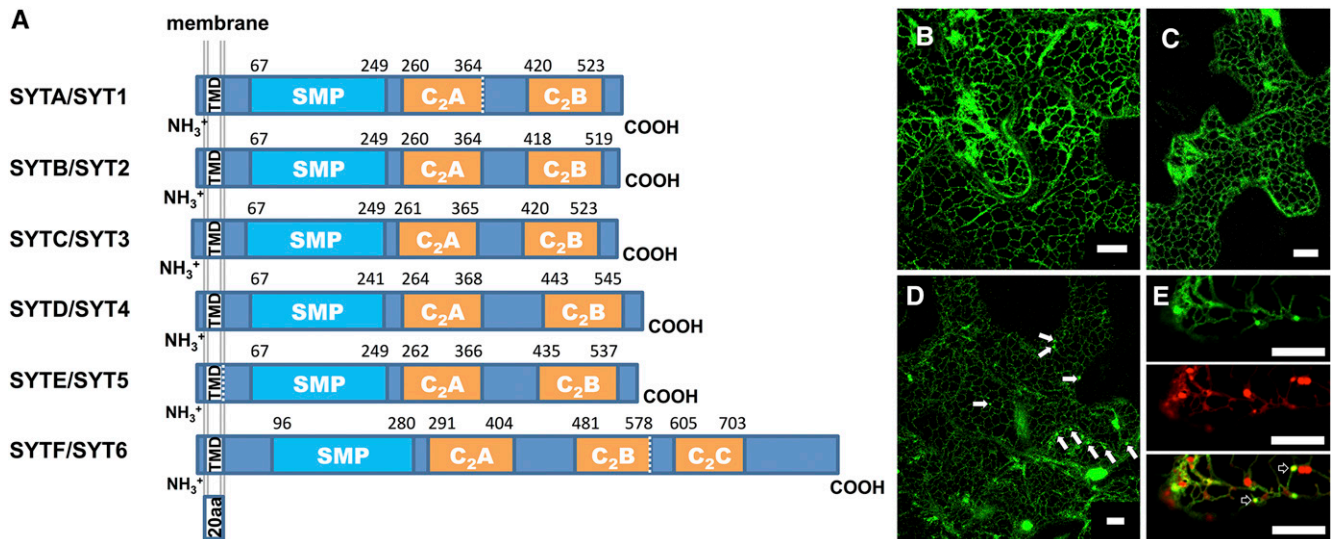 A
membrane
SYTA/SYT1
67 249 260 364 420 523
TMD SMP C₂A C₂B
NH₃⁺ COOH
SYTB/SYT2
67 249 260 364 418 519
TMD SMP C₂A C₂B
NH₃⁺ COOH
SYTC/SYT3
67 249 261 365 420 523
TMD SMP C₂A C₂B
NH₃⁺ COOH
SYTD/SYT4
67 241 264 368 443 545
TMD SMP C₂A C₂B
NH₃⁺ COOH
SYTE/SYT5
67 249 262 366 435 537
TMD SMP C₂A C₂B
NH₃⁺ COOH
SYTF/SYT6
96 280 291 404 481 578 605 703
TMD SMP C₂A C₂B C₂C
NH₃⁺ COOH
20aa
B
C
D
E